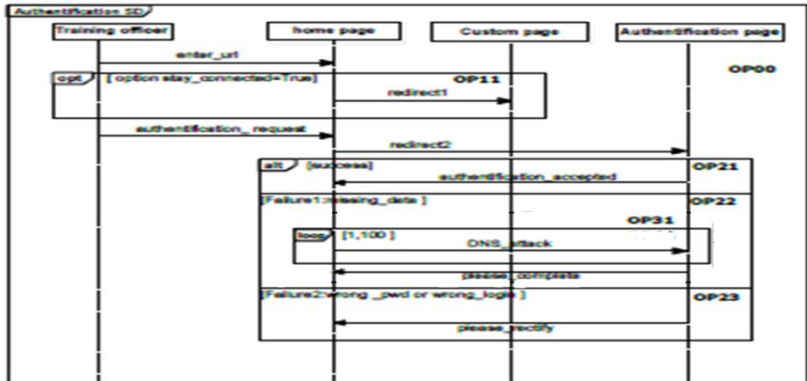 Authentification SD
Training officer
home page
Custom page
Authentification page
enter_url
OP00
opt
[ option stay_connected=True]
OP11
redirect1
authentification_ request
redirect2
alt
[success]
OP21
authentification_accepted
[Failure1:missing_data ]
OP22
OP31
loop
[1,100 ]
DNS_attack
please_complete
[Failure2:wrong _pwd or wrong_login ]
OP23
please_rectify